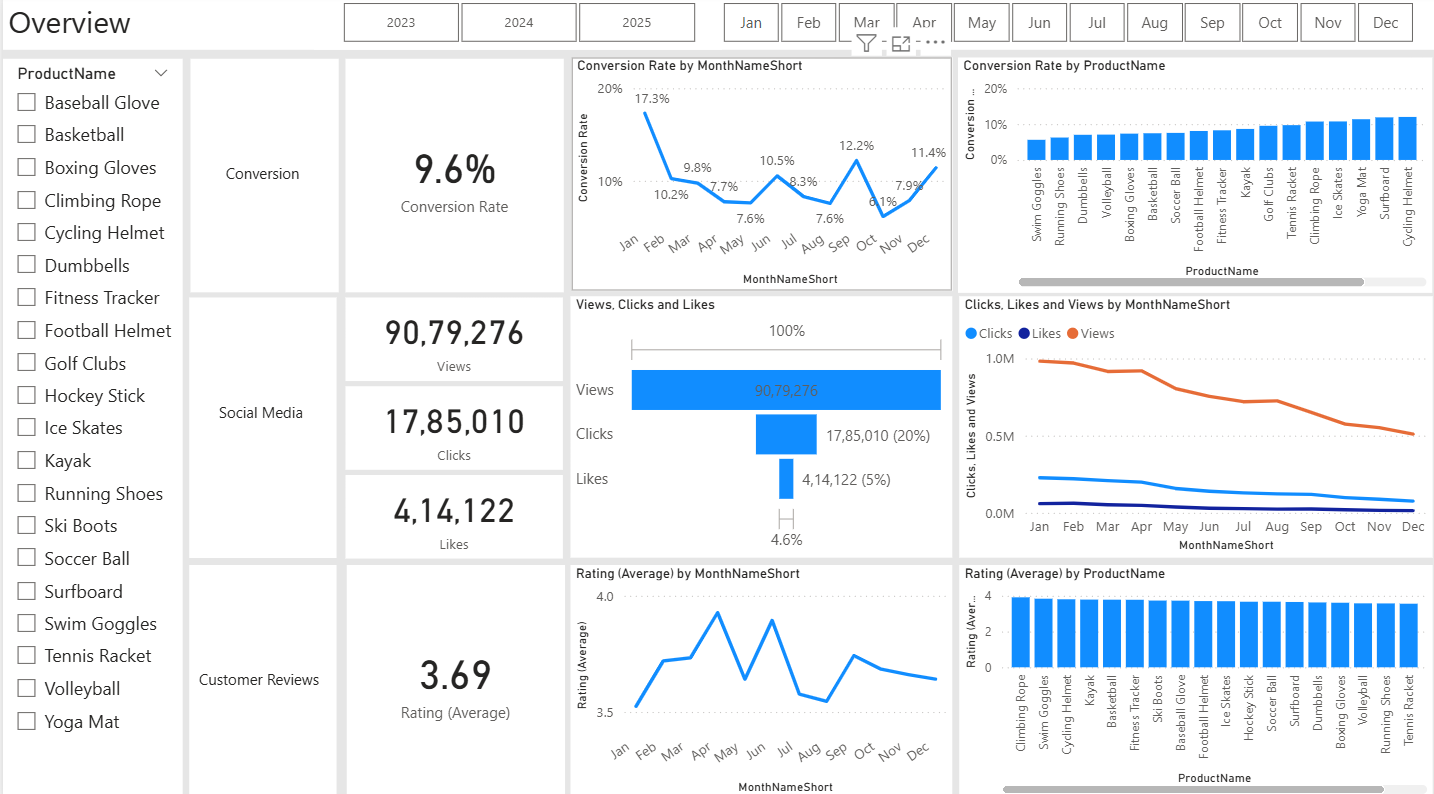 Overview
2023 2024 2025 Jan Feb Mar Apr May Jun Jul Aug Sep Oct Nov Dec
ProductName
Baseball Glove
Basketball
Boxing Gloves
Climbing Rope
Cycling Helmet
Dumbbells
Fitness Tracker
Football Helmet
Golf Clubs
Hockey Stick
Ice Skates
Kayak
Running Shoes
Ski Boots
Soccer Ball
Surfboard
Swim Goggles
Tennis Racket
Volleyball
Yoga Mat
Conversion
9.6%
Conversion Rate
Conversion Rate by MonthNameShort
Conversion Rate
20%
10%
17.3%
10.2%
9.8%
7.7%
7.6%
10.5%
8.3%
7.6%
12.2%
6.1%
7.9%
11.4%
Jan Feb Mar Apr May Jun Jul Aug Sep Oct Nov Dec
MonthNameShort
Conversion Rate by ProductName
Conversion ...
20%
10%
0%
Swim Goggles
Running Shoes
Dumbbells
Volleyball
Boxing Gloves
Basketball
Soccer Ball
Football Helmet
Fitness Tracker
Kayak
Golf Clubs
Tennis Racket
Climbing Rope
Ice Skates
Yoga Mat
Surfboard
Cycling Helmet
ProductName
Social Media
90,79,276
Views
17,85,010
Clicks
4,14,122
Likes
Views, Clicks and Likes
100%
Views 90,79,276
Clicks 17,85,010 (20%)
Likes 4,14,122 (5%)
4.6%
Clicks, Likes and Views by MonthNameShort
Clicks Likes Views
Clicks, Likes and Views
1.0M
0.5M
0.0M
Jan Feb Mar Apr May Jun Jul Aug Sep Oct Nov Dec
MonthNameShort
Customer Reviews
3.69
Rating (Average)
Rating (Average) by MonthNameShort
Rating (Average)
4.0
3.5
Jan Feb Mar Apr May Jun Jul Aug Sep Oct Nov Dec
MonthNameShort
Rating (Average) by ProductName
Rating (Aver...
4
2
0
Climbing Rope
Swim Goggles
Cycling Helmet
Kayak
Basketball
Fitness Tracker
Ski Boots
Baseball Glove
Football Helmet
Ice Skates
Hockey Stick
Soccer Ball
Surfboard
Dumbbells
Boxing Gloves
Volleyball
Running Shoes
Tennis Racket
ProductName